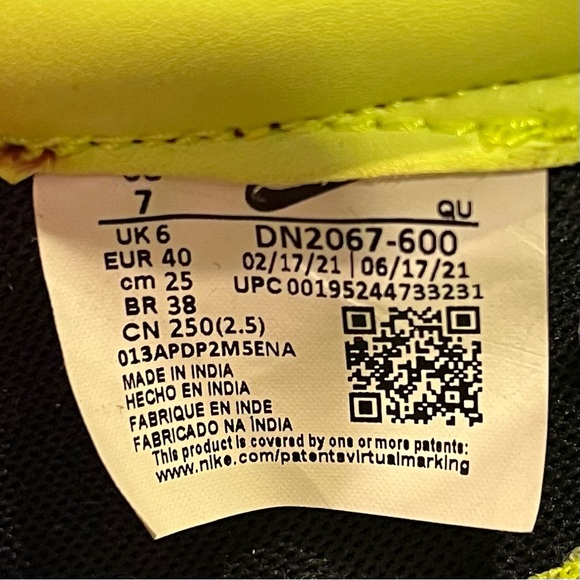 7
QU
UK 6
DN2067-600
EUR 40
02/17/21 | 06/17/21
cm 25
UPC 00195244733231
BR 38
CN 250(2.5)
013APDP2M5ENA
MADE IN INDIA
HECHO EN INDIA
FABRIQUE EN INDE
FABRICADO NA ÍNDIA
This product is covered by one or more patents:
www.nike.com/patentsvirtualmarking